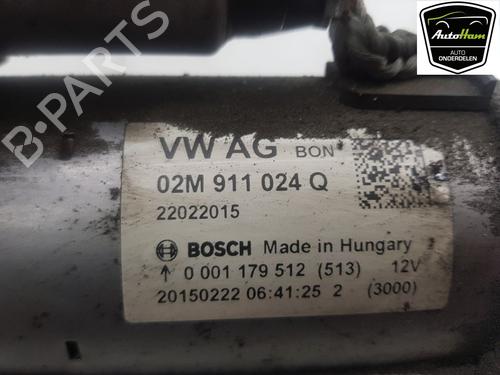 AutoHam
AUTO
ONDERDELEN
B-PARTS
VW AG BON
02M 911 024 Q
22022015
BOSCH Made in Hungary
0 001 179 512 (513) 12V
20150222 06:41:25 2 (3000)